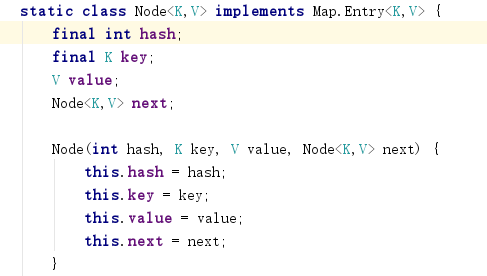 static class Node<K,V> implements Map.Entry<K,V> {
final int hash;
final K key;
V value;
Node<K,V> next;
Node(int hash, K key, V value, Node<K,V> next) {
this.hash = hash;
this.key = key;
this.value = value;
this.next = next;
}